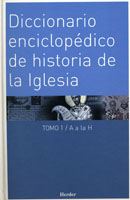 Diccionario
enciclopédico
de historia de la
Iglesia
TOMO 1 / A a la H
Herder